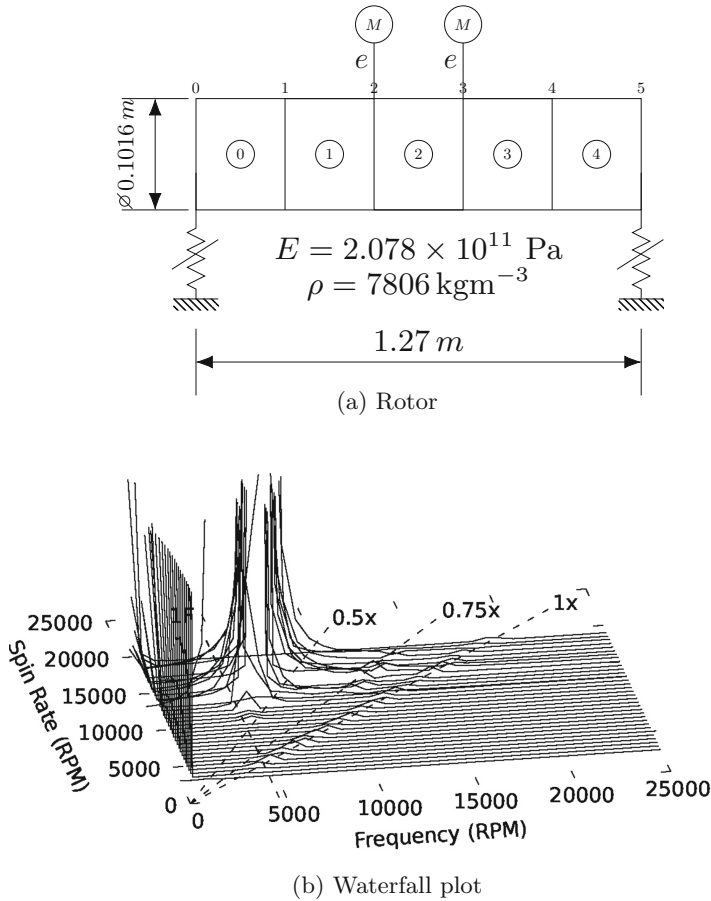 M M
e e
0 1 2 3 4 5
⌀0.1016 m
0 1 2 3 4
E = 2.078 × 10¹¹ Pa
ρ = 7806 kgm⁻³
1.27 m
(a) Rotor
1F 0.5x 0.75x 1x
25000
20000
15000
10000
5000
0
Spin Rate (RPM)
0 5000 10000 15000 20000 25000
Frequency (RPM)
(b) Waterfall plot